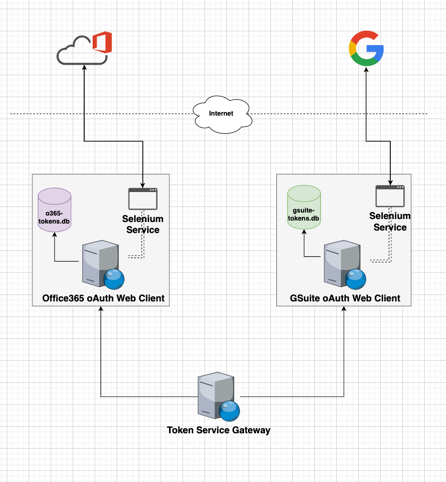 Internet
o365-
tokens.db
Selenium
Service
Office365 oAuth Web Client
gsuite-
tokens.db
Selenium
Service
GSuite oAuth Web Client
Token Service Gateway